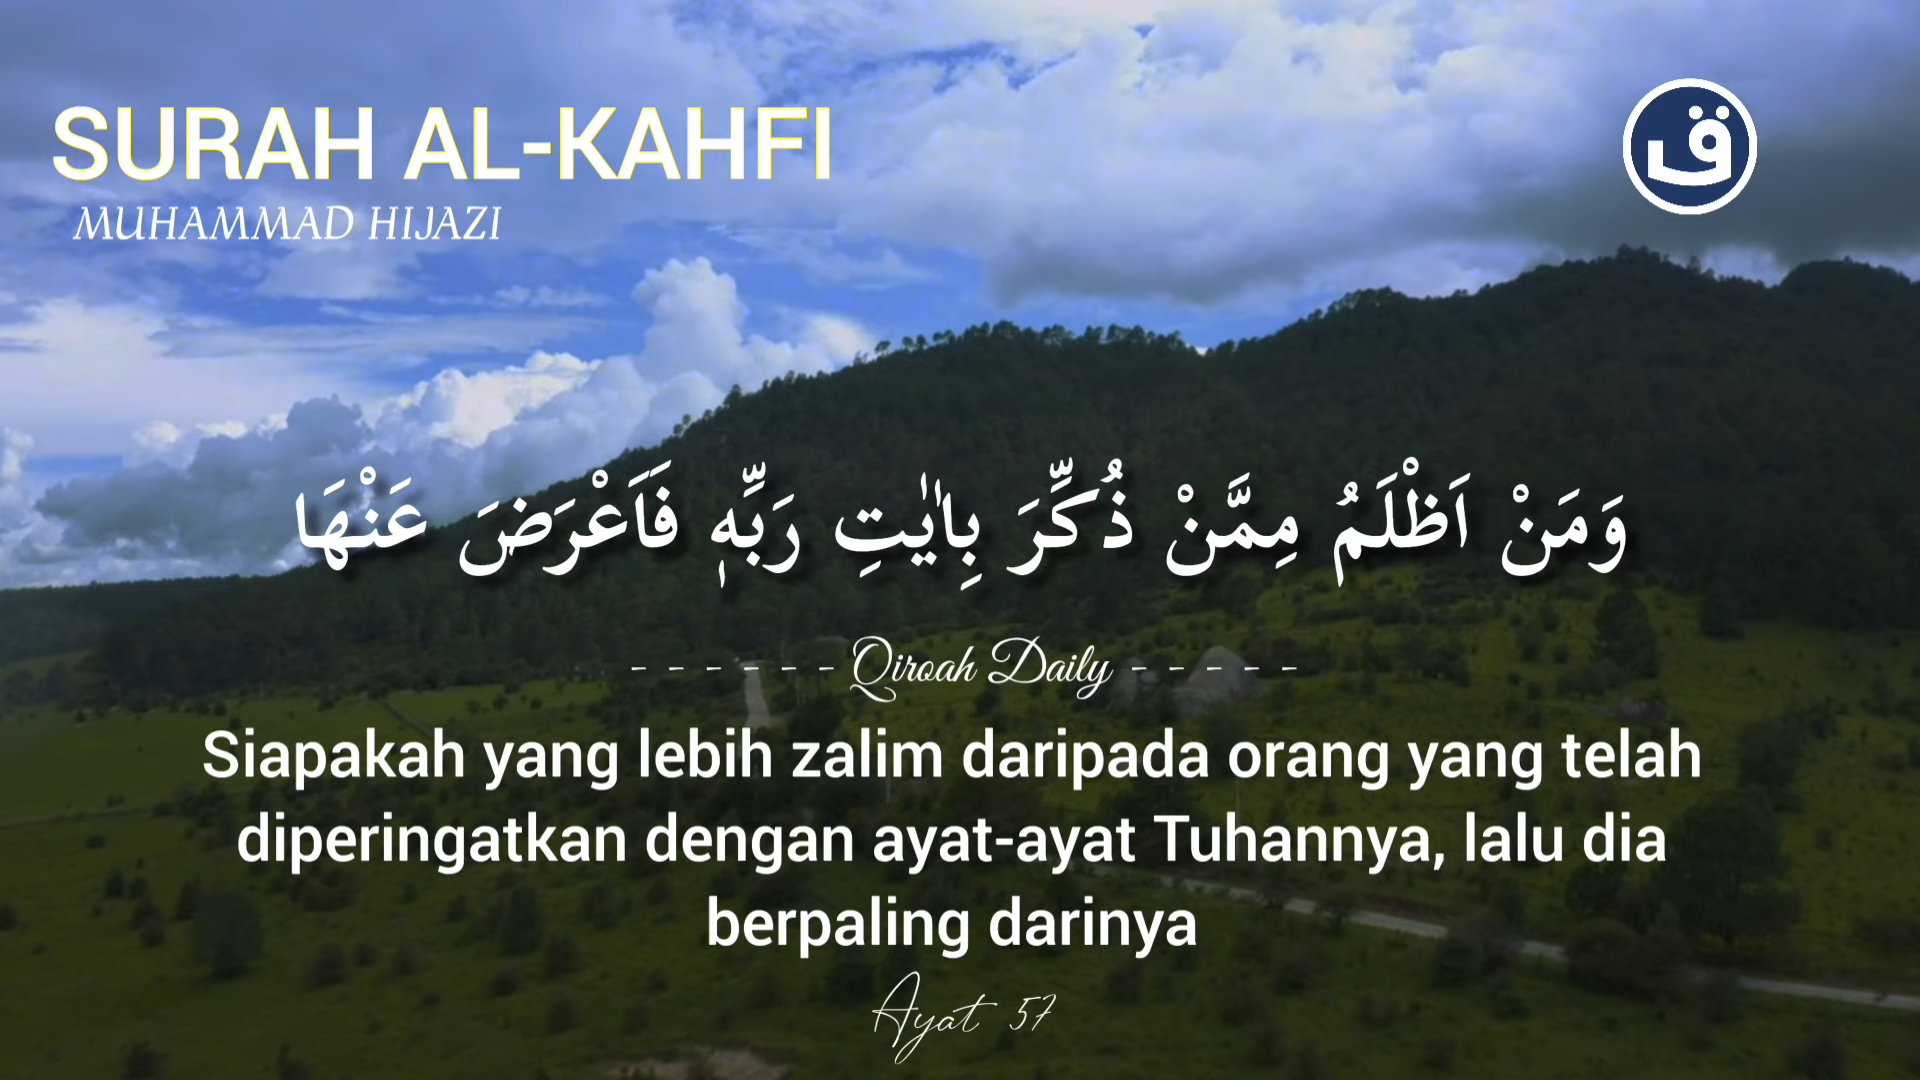 SURAH AL-KAHFI
MUHAMMAD HIJAZI
ق
وَمَنْ اَظْلَمُ مِمَّنْ ذُكِّرَ بِاٰيٰتِ رَبِّهٖ فَاَعْرَضَ عَنْهَا
- - - - - - Qiroah Daily - - - - -
Siapakah yang lebih zalim daripada orang yang telah
diperingatkan dengan ayat-ayat Tuhannya, lalu dia
berpaling darinya
Ayat 57